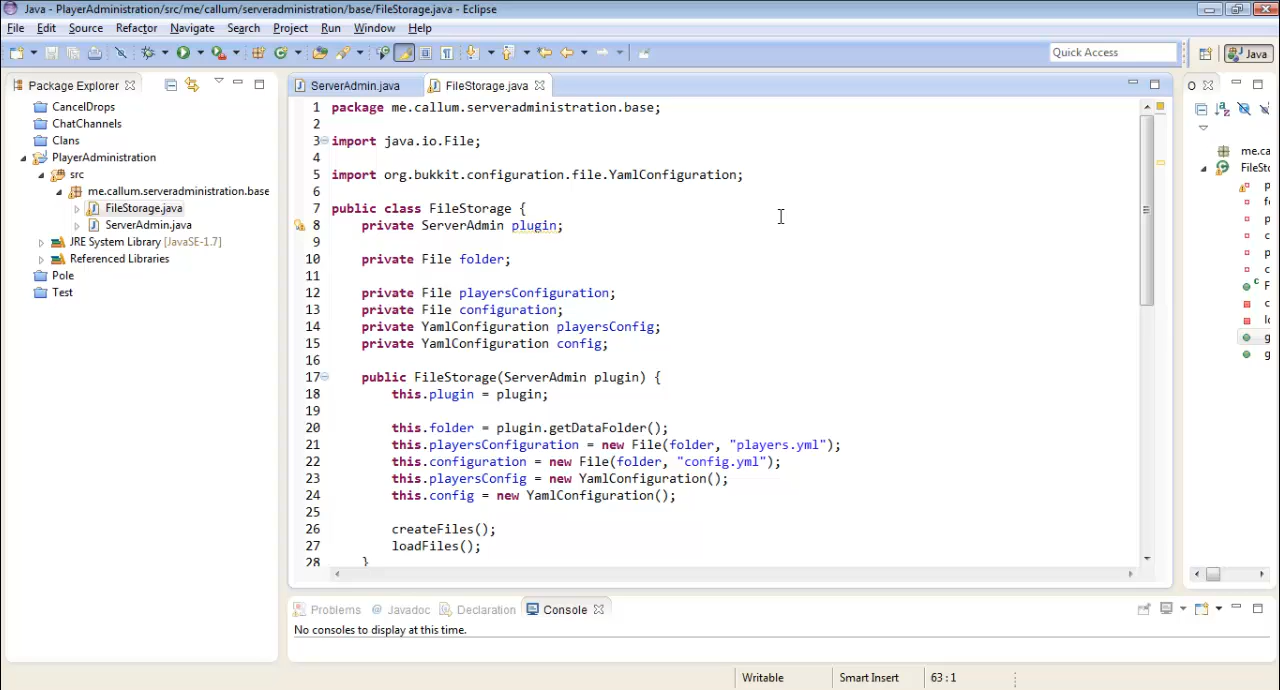 Java - PlayerAdministration/src/me/callum/serveradministration/base/FileStorage.java - Eclipse
File Edit Source Refactor Navigate Search Project Run Window Help
Quick Access
Java
Package Explorer
CancelDrops
ChatChannels
Clans
PlayerAdministration
src
me.callum.serveradministration.base
FileStorage.java
ServerAdmin.java
JRE System Library [JavaSE-1.7]
Referenced Libraries
Pole
Test
ServerAdmin.java FileStorage.java
1 package me.callum.serveradministration.base;
2
3 import java.io.File;
4
5 import org.bukkit.configuration.file.YamlConfiguration;
6
7 public class FileStorage {
8 private ServerAdmin plugin;
9
10 private File folder;
11
12 private File playersConfiguration;
13 private File configuration;
14 private YamlConfiguration playersConfig;
15 private YamlConfiguration config;
16
17 public FileStorage(ServerAdmin plugin) {
18 this.plugin = plugin;
19
20 this.folder = plugin.getDataFolder();
21 this.playersConfiguration = new File(folder, "players.yml");
22 this.configuration = new File(folder, "config.yml");
23 this.playersConfig = new YamlConfiguration();
24 this.config = new YamlConfiguration();
25
26 createFiles();
27 loadFiles();
28 }
O
me.ca
FileSto
p
f
p
c
p
c
F
c
lo
g
g
Problems @ Javadoc Declaration Console
No consoles to display at this time.
Writable Smart Insert 63 : 1